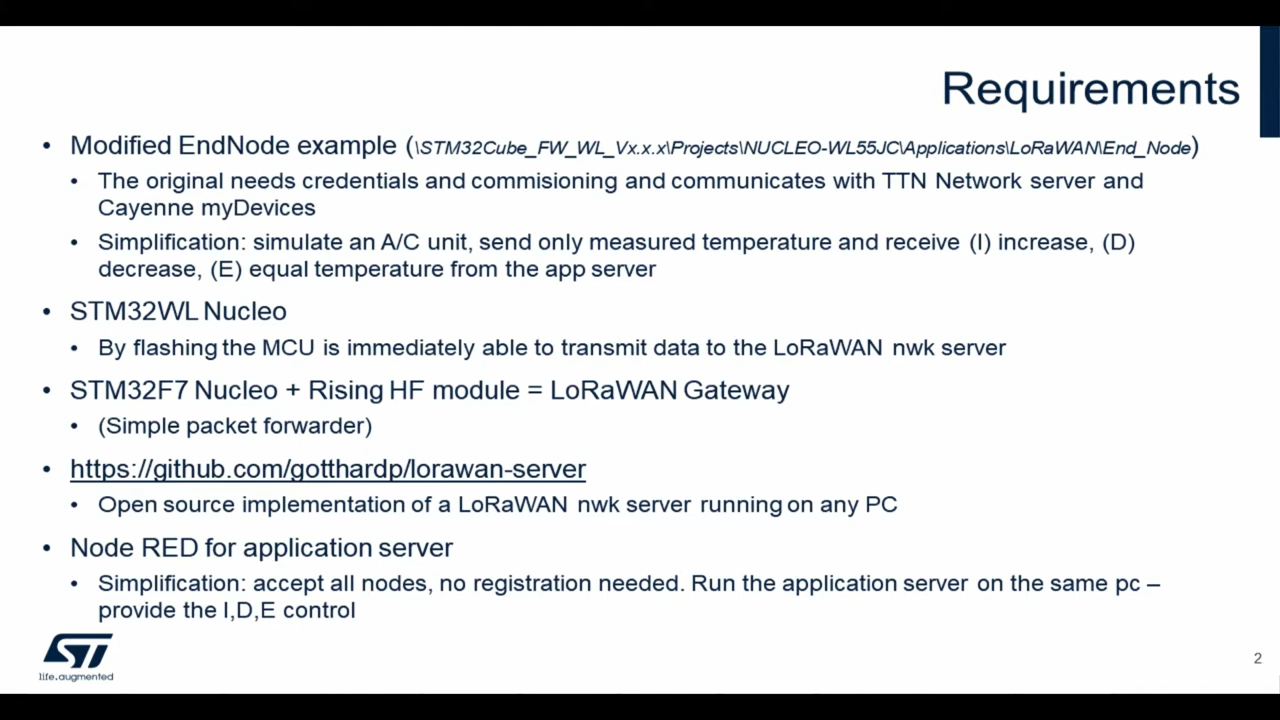 Requirements
• Modified EndNode example (\STM32Cube_FW_WL_Vx.x.x\Projects\NUCLEO-WL55JC\Applications\LoRaWAN\End_Node)
• The original needs credentials and commisioning and communicates with TTN Network server and
Cayenne myDevices
• Simplification: simulate an A/C unit, send only measured temperature and receive (I) increase, (D)
decrease, (E) equal temperature from the app server
• STM32WL Nucleo
• By flashing the MCU is immediately able to transmit data to the LoRaWAN nwk server
• STM32F7 Nucleo + Rising HF module = LoRaWAN Gateway
• (Simple packet forwarder)
• https://github.com/gotthardp/lorawan-server
• Open source implementation of a LoRaWAN nwk server running on any PC
• Node RED for application server
• Simplification: accept all nodes, no registration needed. Run the application server on the same pc –
provide the I,D,E control
ST
life.augmented
2